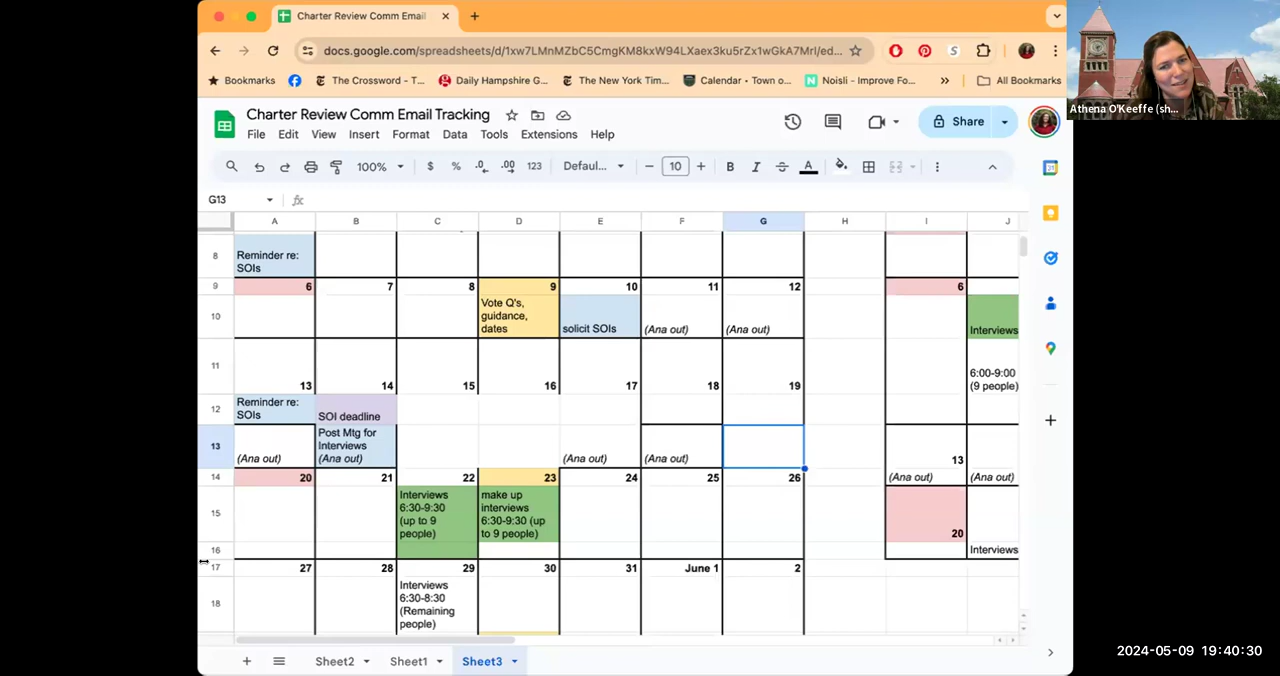 Charter Review Comm Email
docs.google.com/spreadsheets/d/1xw7LMnMZbC5CmgKM8kxW94LXaex3ku5rZx1wGkA7MrI/ed...
Bookmarks
The Crossword - T...
Daily Hampshire G...
The New York Tim...
Calendar • Town o...
Noisli - Improve Fo...
All Bookmarks
Athena O'Keeffe (sh...
Charter Review Comm Email Tracking
File Edit View Insert Format Data Tools Extensions Help
Share
100% $ % .0 .00 123 Defaul... 10 B I A
G13 fx
A B C D E F G H I J
8 Reminder re: SOIs
9 6 7 8 9 10 11 12 6
10 Vote Q's, guidance, dates solicit SOIs (Ana out) (Ana out) Interviews
11 13 14 15 16 17 18 19 6:00-9:00 (9 people)
12 Reminder re: SOIs SOI deadline
13 (Ana out) Post Mtg for Interviews (Ana out) (Ana out) (Ana out) 13
14 20 21 22 23 24 25 26 (Ana out) (Ana out)
15 Interviews 6:30-9:30 (up to 9 people) make up interviews 6:30-9:30 (up to 9 people) 20
16 Interviews
17 27 28 29 30 31 June 1 2
18 Interviews 6:30-8:30 (Remaining people)
Sheet2 Sheet1 Sheet3
2024-05-09 19:40:30